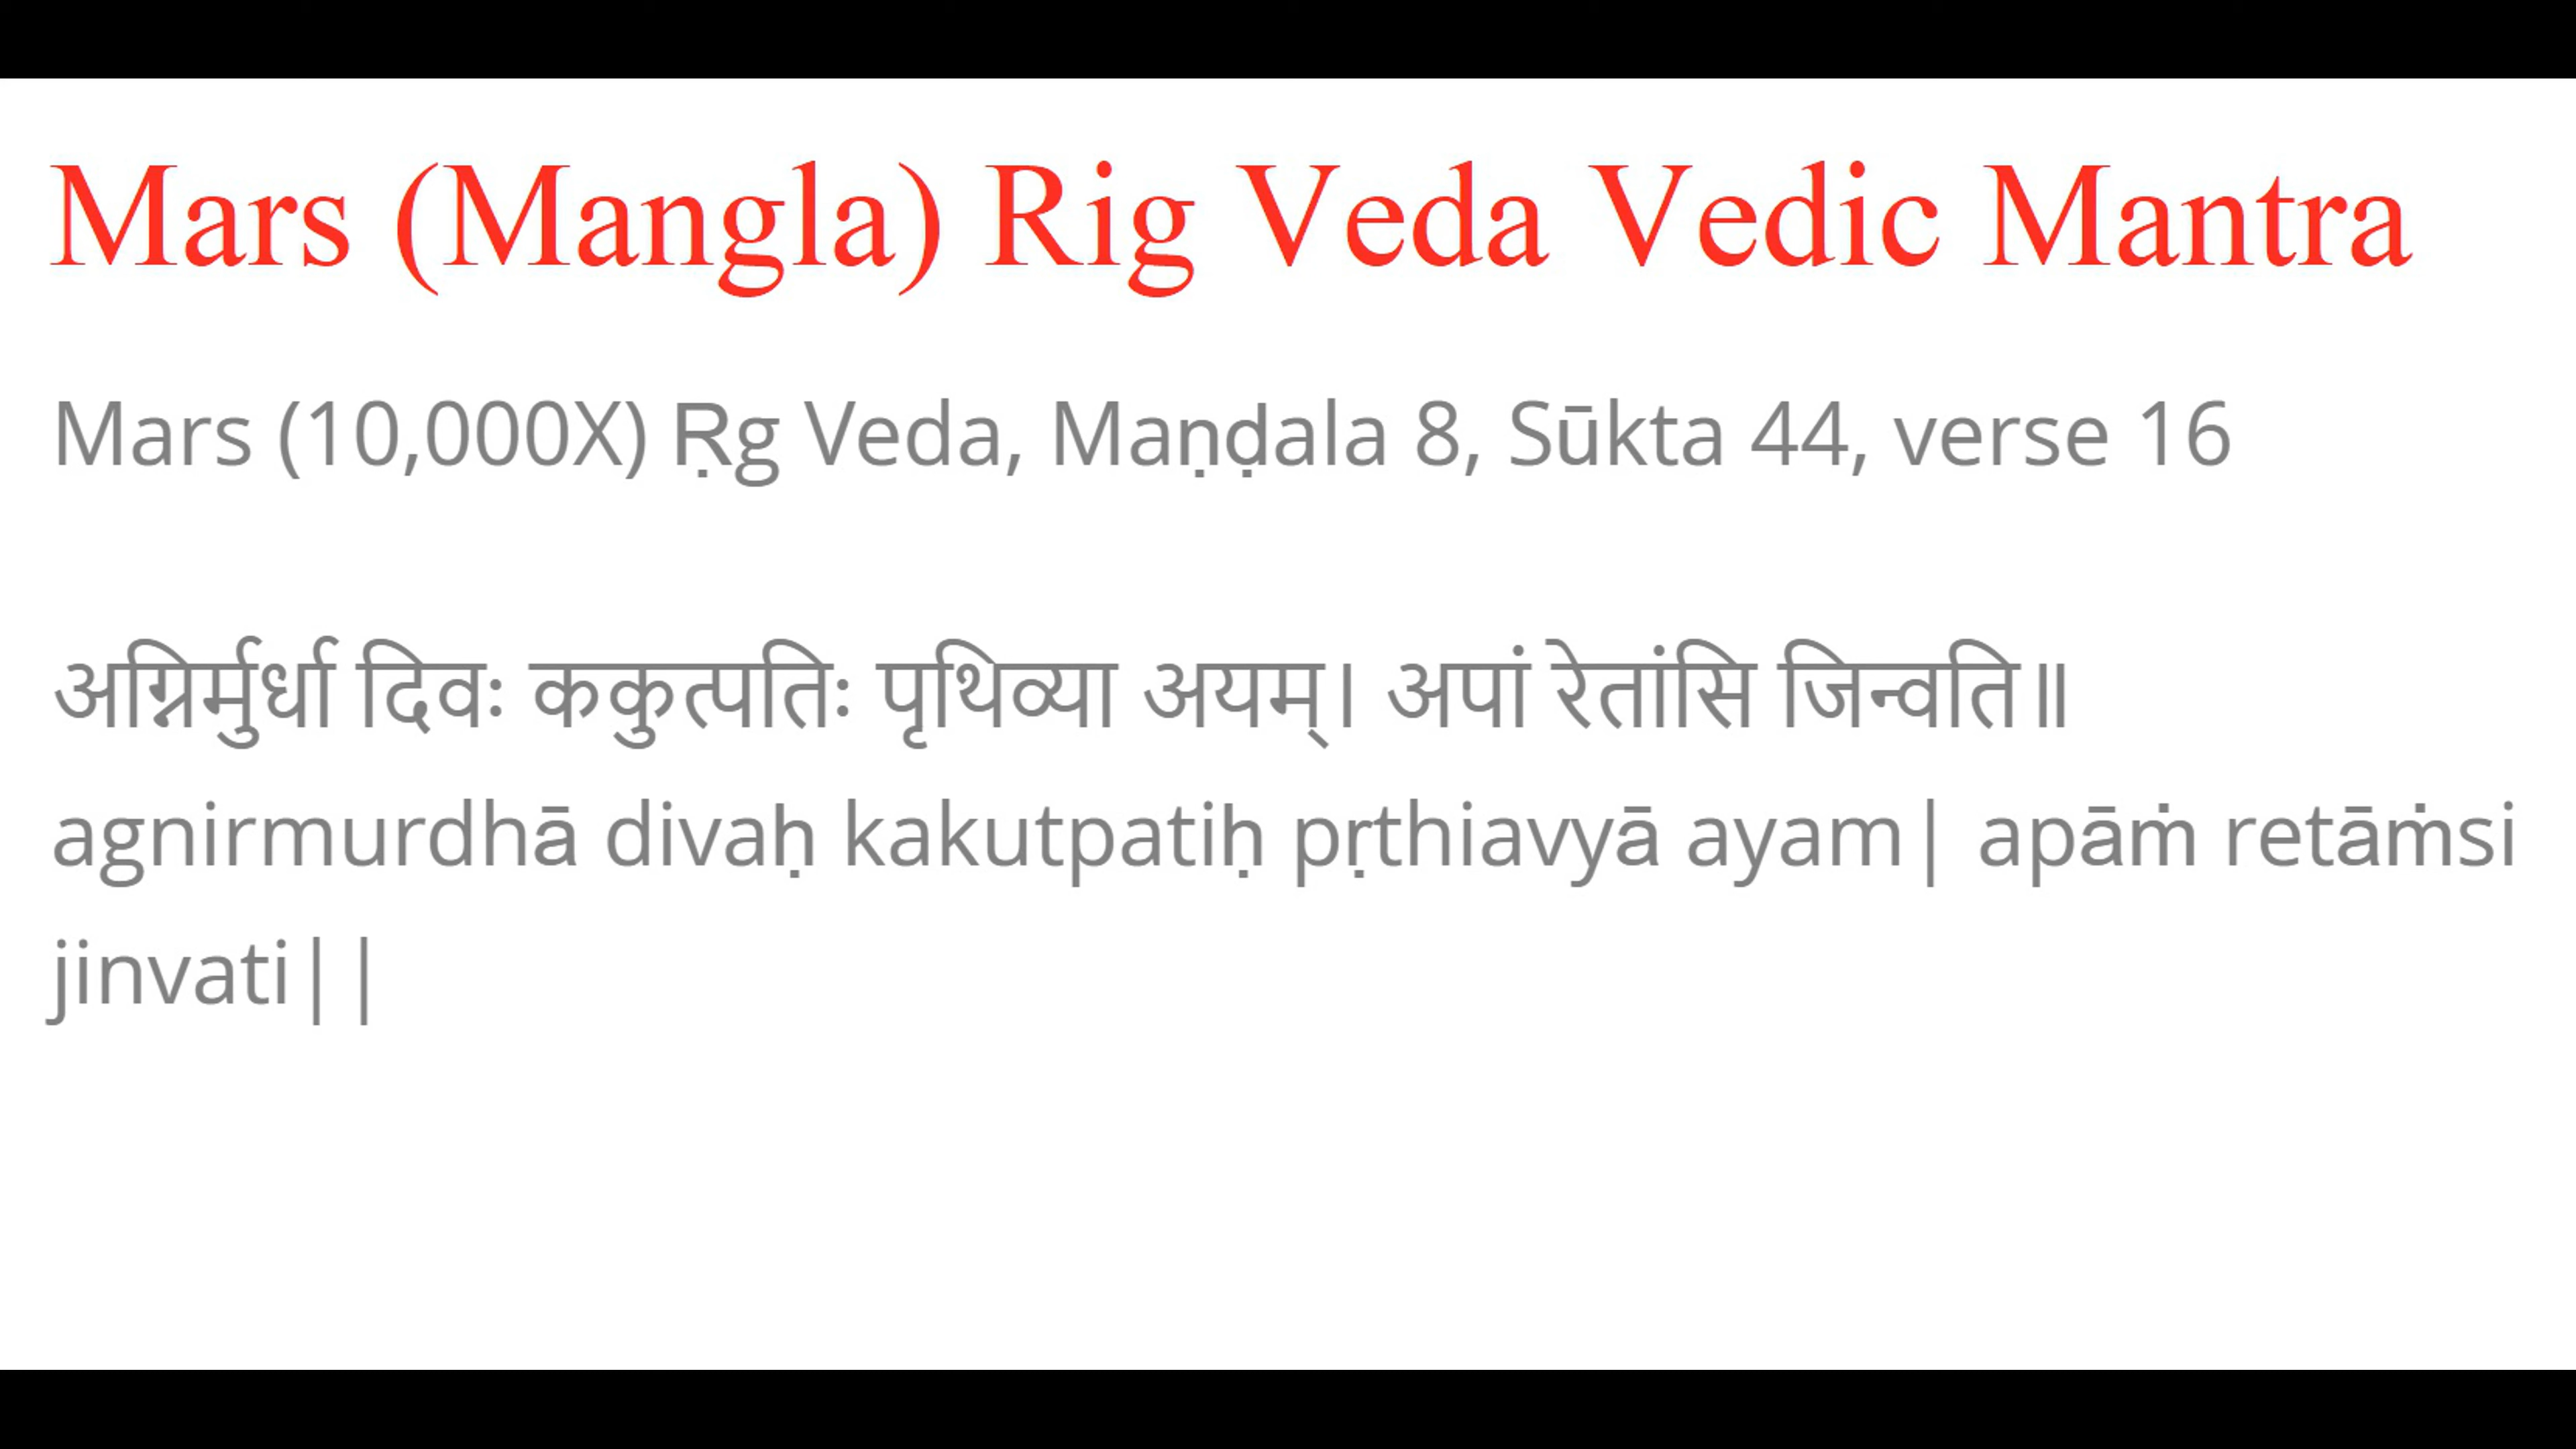 Mars (Mangla) Rig Veda Vedic Mantra
Mars (10,000X) Ṛg Veda, Maṇḍala 8, Sūkta 44, verse 16
अग्निर्मुर्धा दिवः ककुत्पतिः पृथिव्या अयम्। अपां रेतांसि जिन्वति॥
agnirmurdhā divaḥ kakutpatiḥ pṛthiavyā ayam| apāṁ retāṁsi
jinvati||